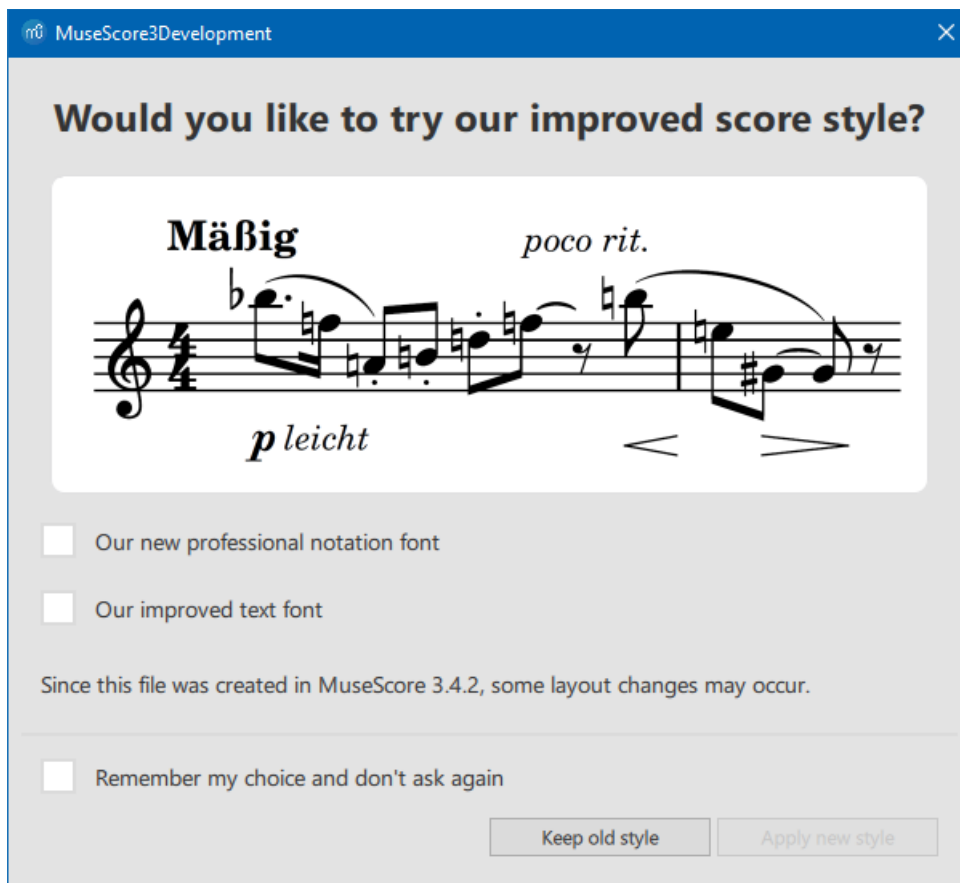 MuseScore3Development
Would you like to try our improved score style?
Mäßig
poco rit.
4
4
p leicht
Our new professional notation font
Our improved text font
Since this file was created in MuseScore 3.4.2, some layout changes may occur.
Remember my choice and don't ask again
Keep old style
Apply new style